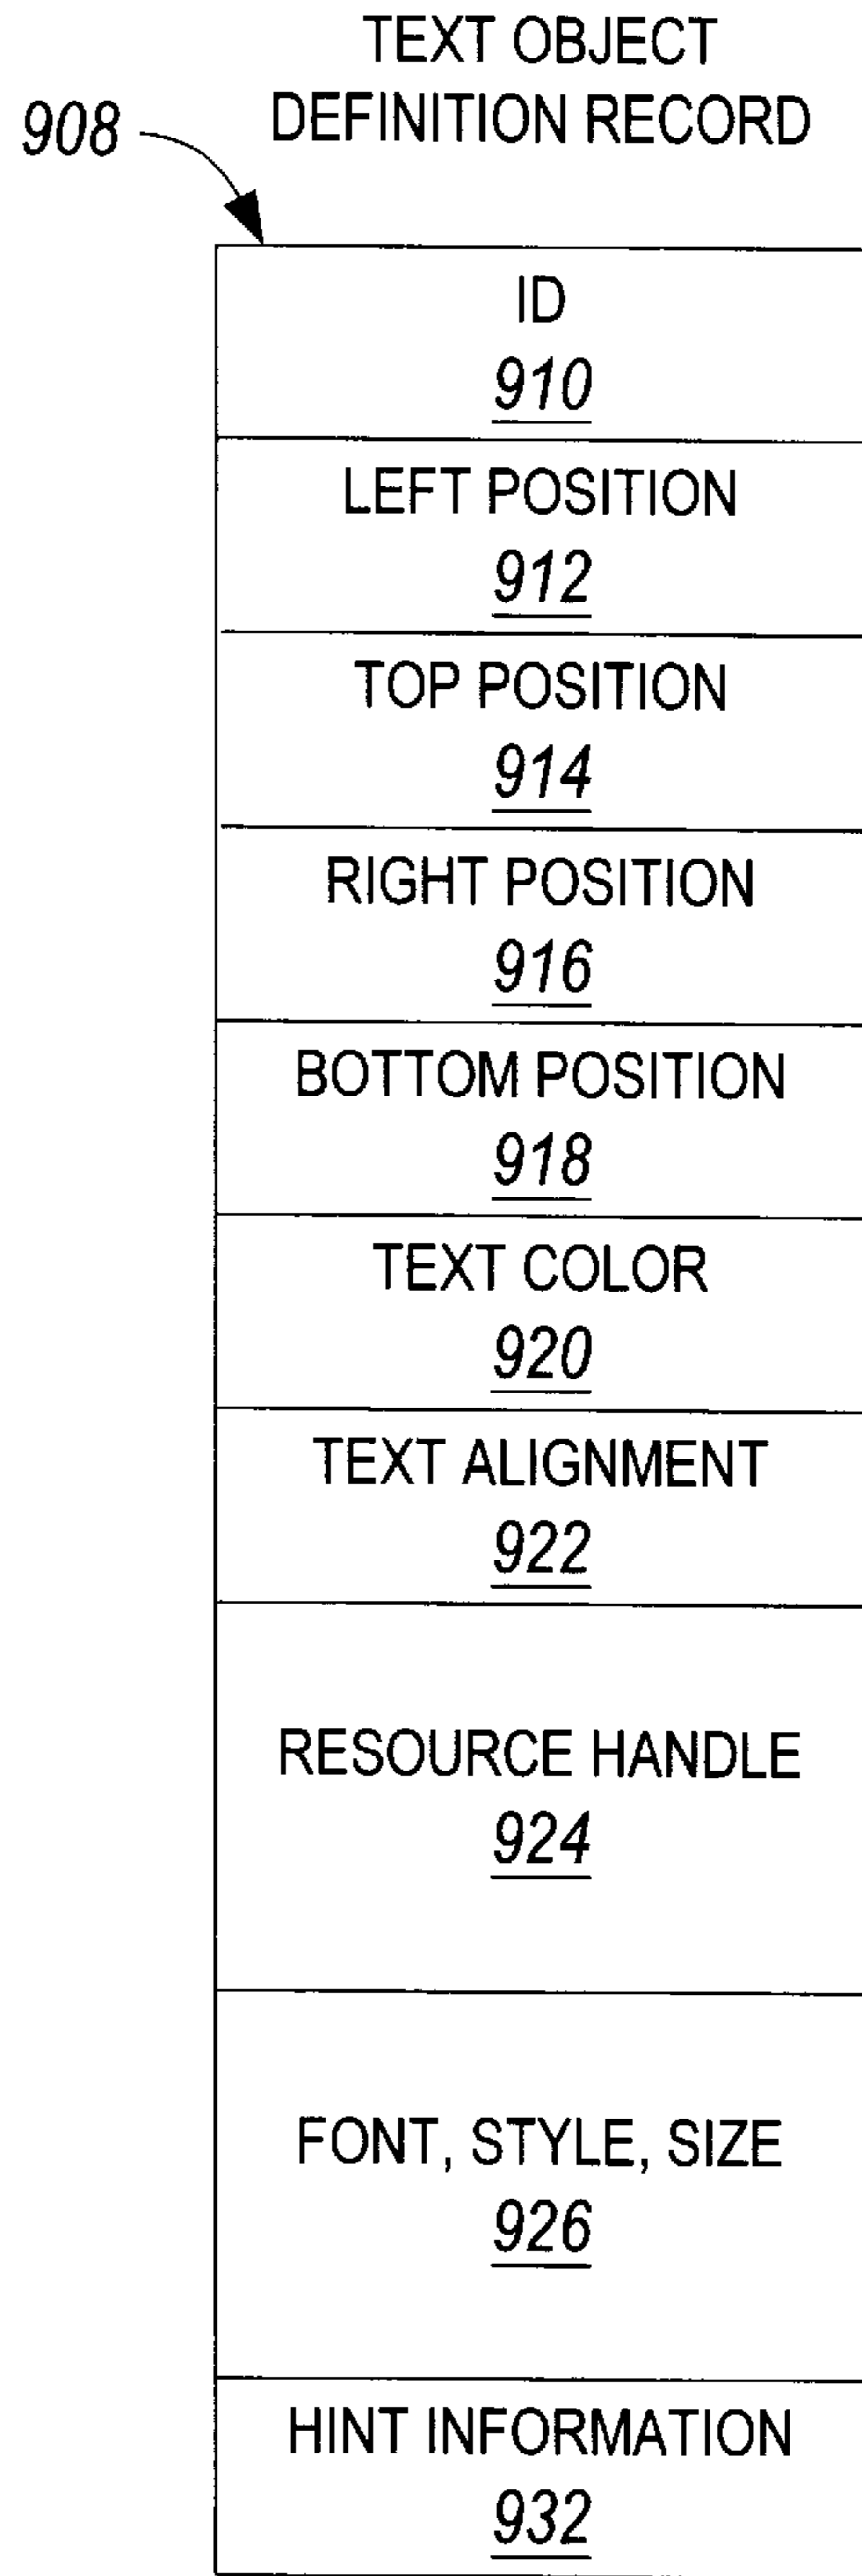 TEXT OBJECT
DEFINITION RECORD
908
ID
910
LEFT POSITION
912
TOP POSITION
914
RIGHT POSITION
916
BOTTOM POSITION
918
TEXT COLOR
920
TEXT ALIGNMENT
922
RESOURCE HANDLE
924
FONT, STYLE, SIZE
926
HINT INFORMATION
932